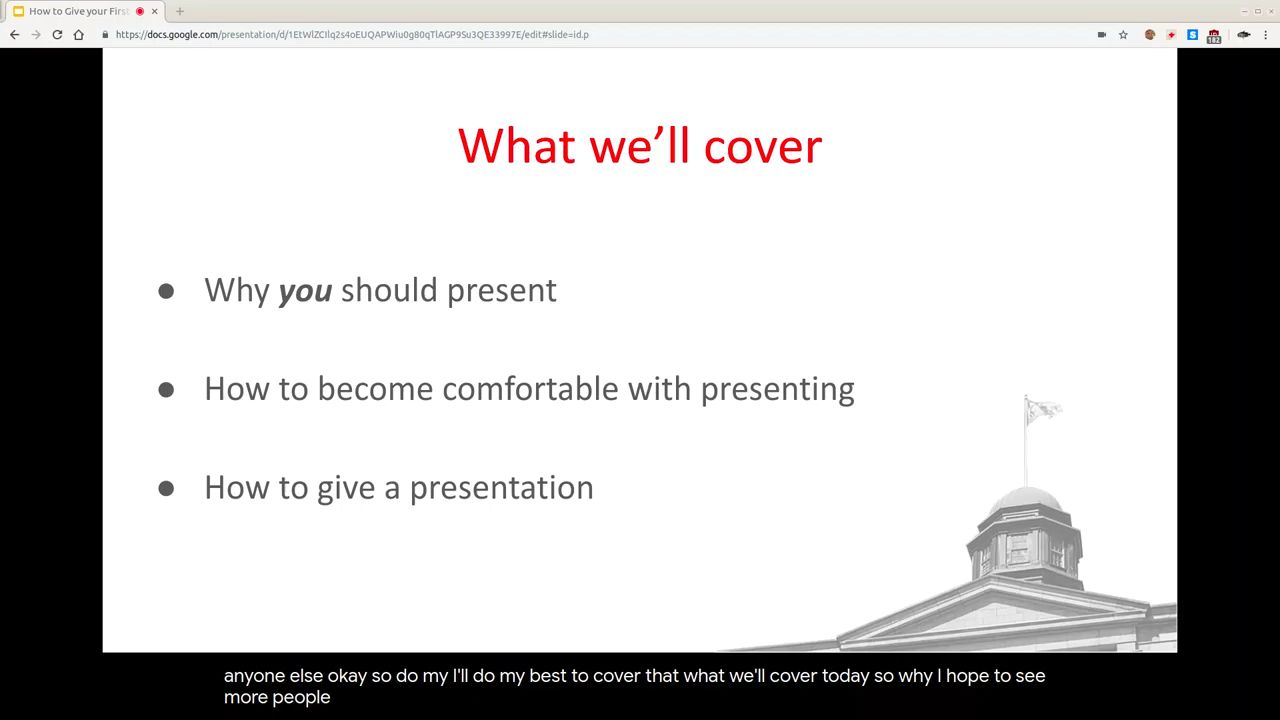 How to Give your Firs
https://docs.google.com/presentation/d/1EtWlZCIlq2s4oEUQAPWiu0g80qTlAGP9Su3QE33997E/edit#slide=id.p
182
What we’ll cover
● Why you should present
● How to become comfortable with presenting
● How to give a presentation
anyone else okay so do my I'll do my best to cover that what we'll cover today so why I hope to see
more people